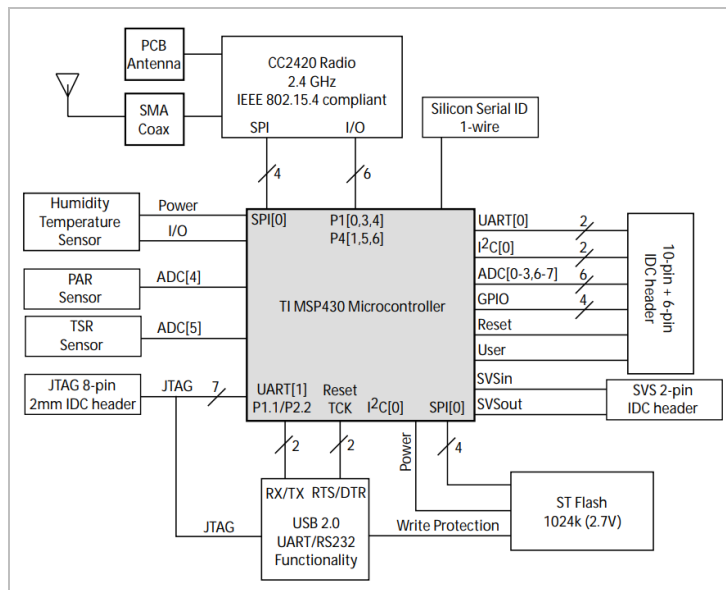 PCB
Antenna
CC2420 Radio
2.4 GHz
IEEE 802.15.4 compliant
SPI I/O
SMA
Coax
Silicon Serial ID
1-wire
4 6
Humidity
Temperature
Sensor
Power
I/O
SPI[0] P1[0,3,4]
P4[1,5,6]
UART[0] 2
I²C[0] 2
ADC[0-3,6-7] 6
GPIO 4
Reset
User
10-pin + 6-pin
IDC header
PAR
Sensor
ADC[4]
TI MSP430 Microcontroller
TSR
Sensor
ADC[5]
JTAG 8-pin
2mm IDC header
JTAG 7
UART[1] Reset
P1.1/P2.2 TCK I²C[0] SPI[0]
SVSin
SVSout
SVS 2-pin
IDC header
2 2 Power 4
RX/TX RTS/DTR
USB 2.0
UART/RS232
Functionality
JTAG
Write Protection
ST Flash
1024k (2.7V)